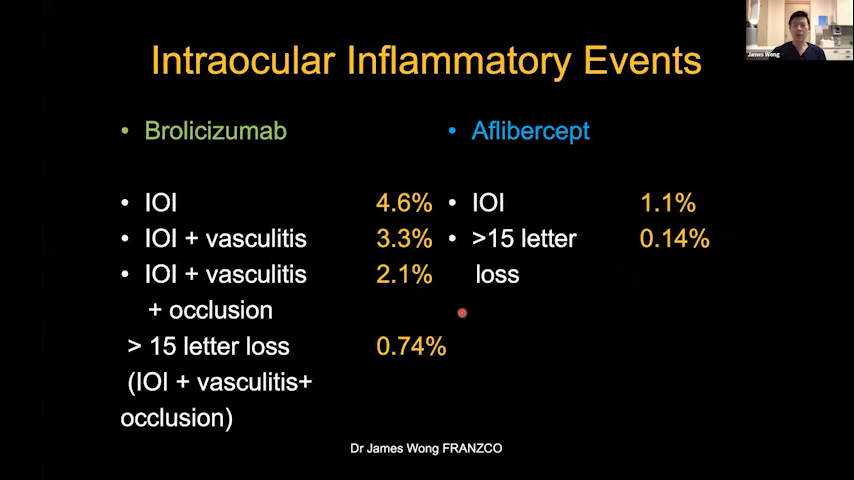 Intraocular Inflammatory Events
James Wong
• Brolicizumab
• IOI 4.6%
• IOI + vasculitis 3.3%
• IOI + vasculitis 2.1%
+ occlusion
> 15 letter loss 0.74%
(IOI + vasculitis+
occlusion)
• Aflibercept
• IOI 1.1%
• >15 letter 0.14%
loss
Dr James Wong FRANZCO